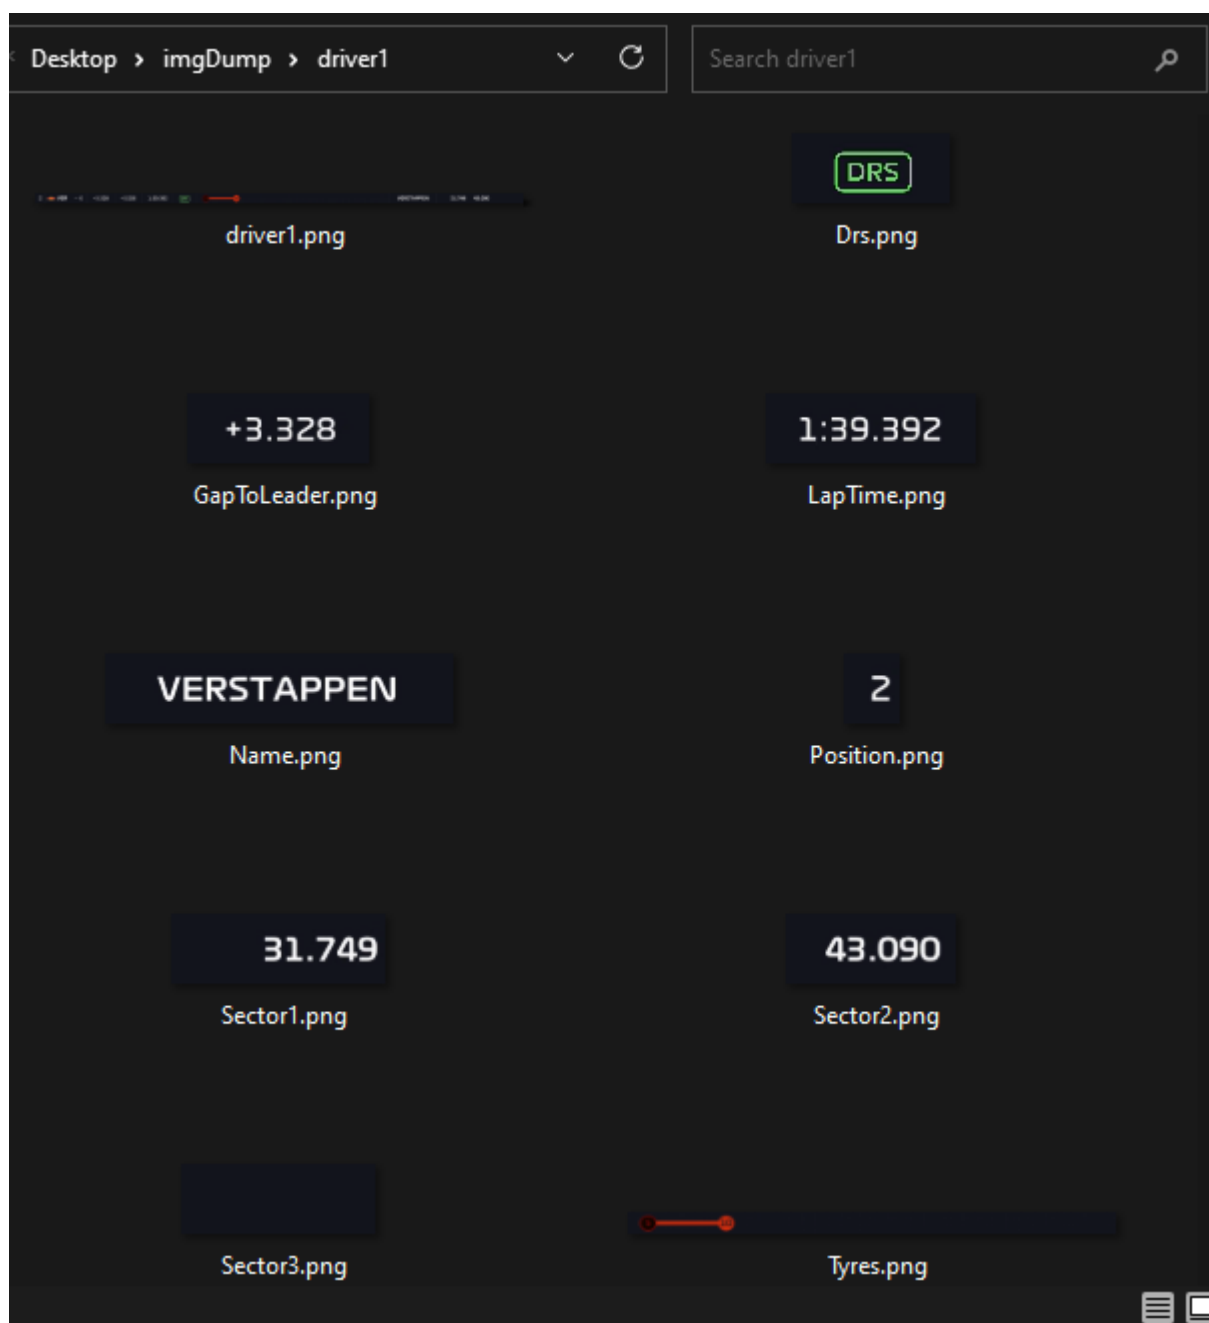 Desktop > imgDump > driver1
Search driver1
DRS
driver1.png
Drs.png
+3.328
1:39.392
GapToLeader.png
LapTime.png
VERSTAPPEN
2
Name.png
Position.png
31.749
43.090
Sector1.png
Sector2.png
Sector3.png
Tyres.png